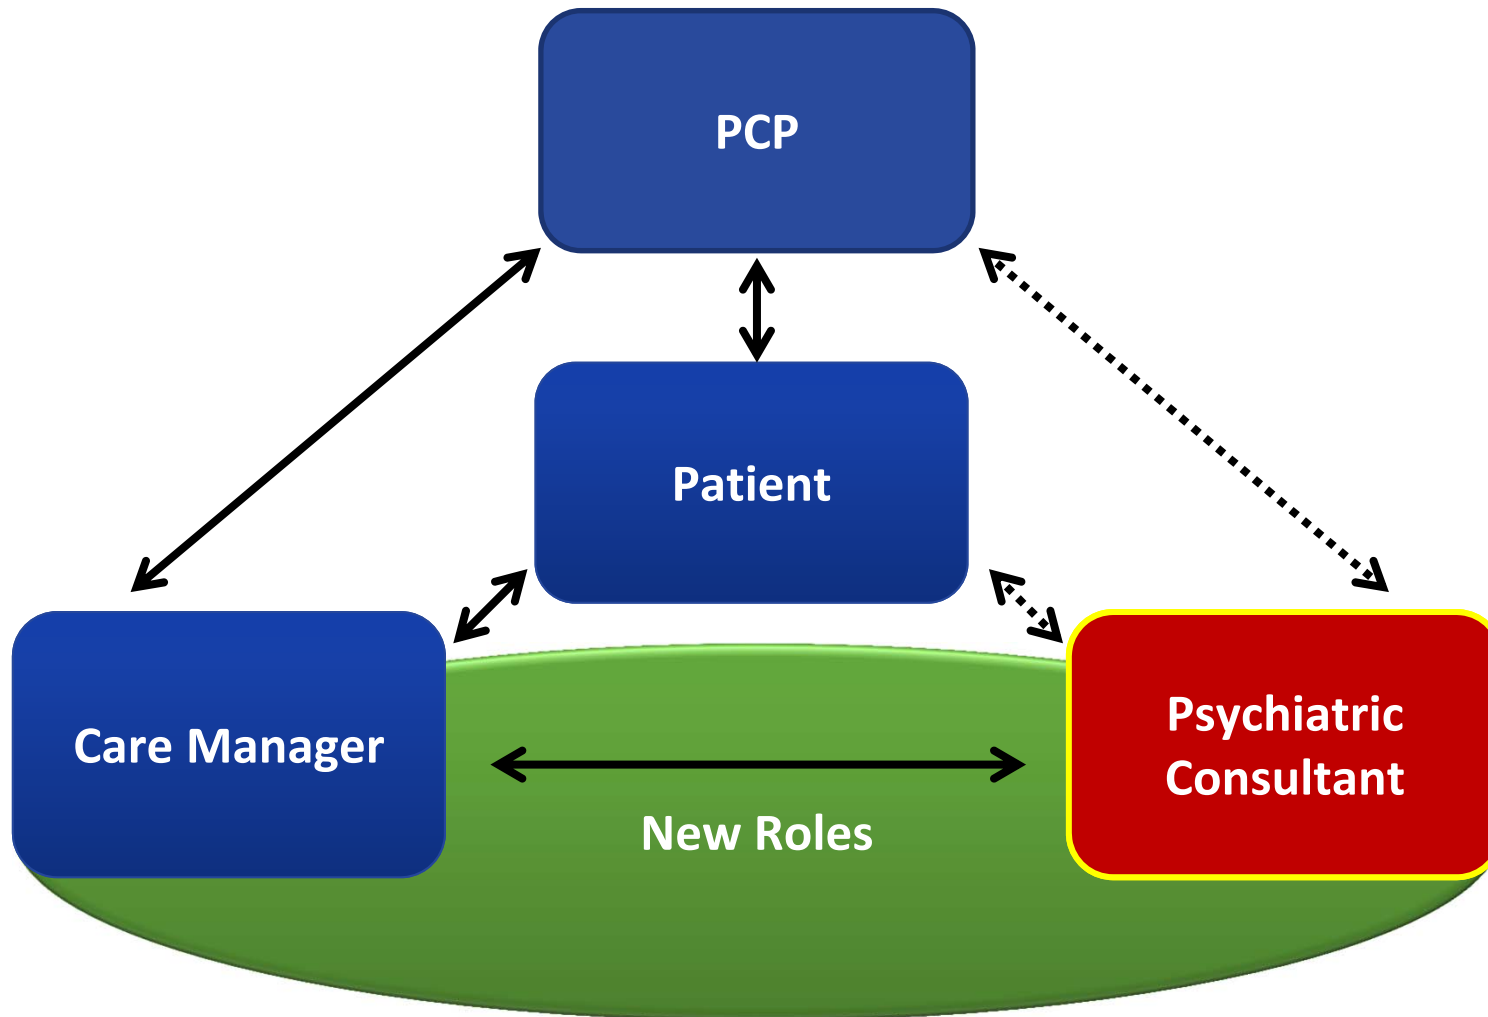 PCP
Patient
Care Manager
Psychiatric
Consultant
New Roles